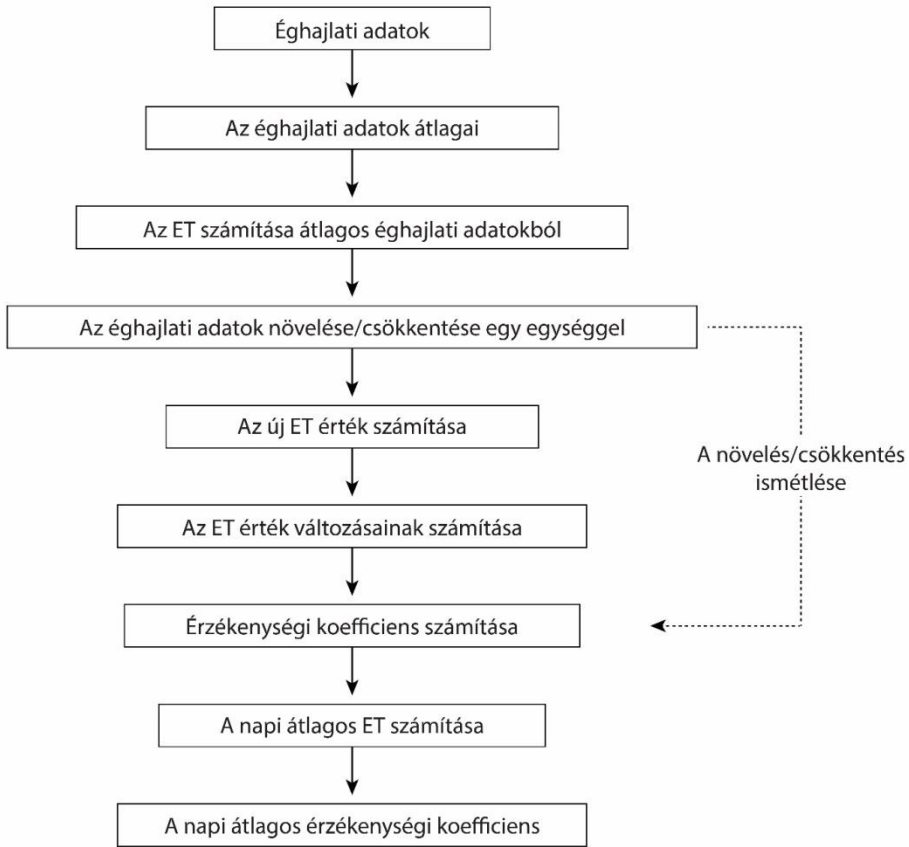 Éghajlati adatok
Az éghajlati adatok átlagai
Az ET számítása átlagos éghajlati adatokból
Az éghajlati adatok növelése/csökkentése egy egységgel
Az új ET érték számítása
A növelés/csökkentés
ismétlése
Az ET érték változásainak számítása
Érzékenységi koefficiens számítása
A napi átlagos ET számítása
A napi átlagos érzékenységi koefficiens